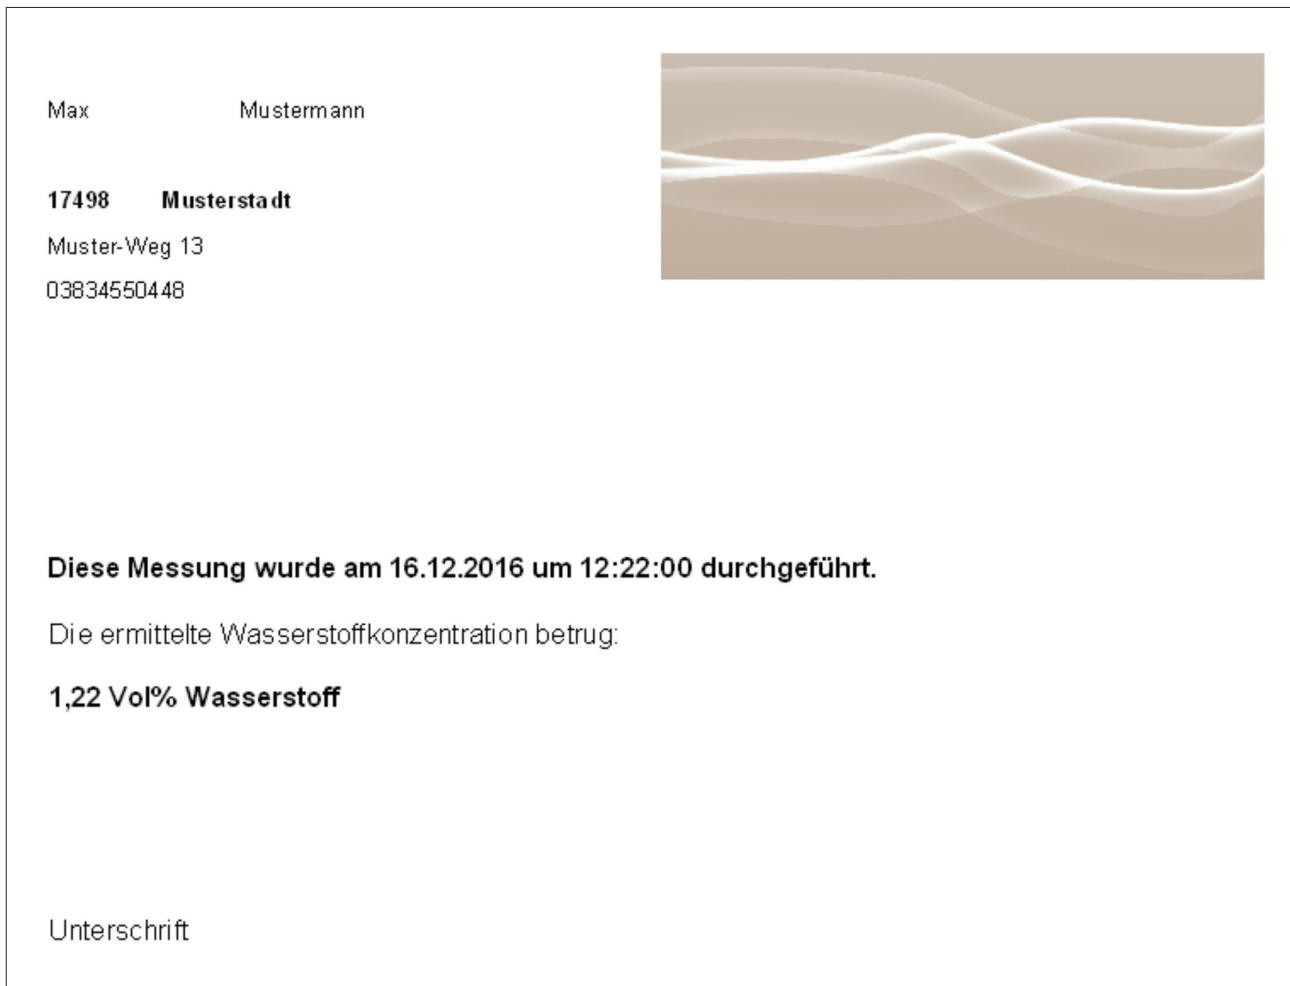 Max Mustermann
17498 Musterstadt
Muster-Weg 13
03834550448
Diese Messung wurde am 16.12.2016 um 12:22:00 durchgeführt.
Die ermittelte Wasserstoffkonzentration betrug:
1,22 Vol% Wasserstoff
Unterschrift